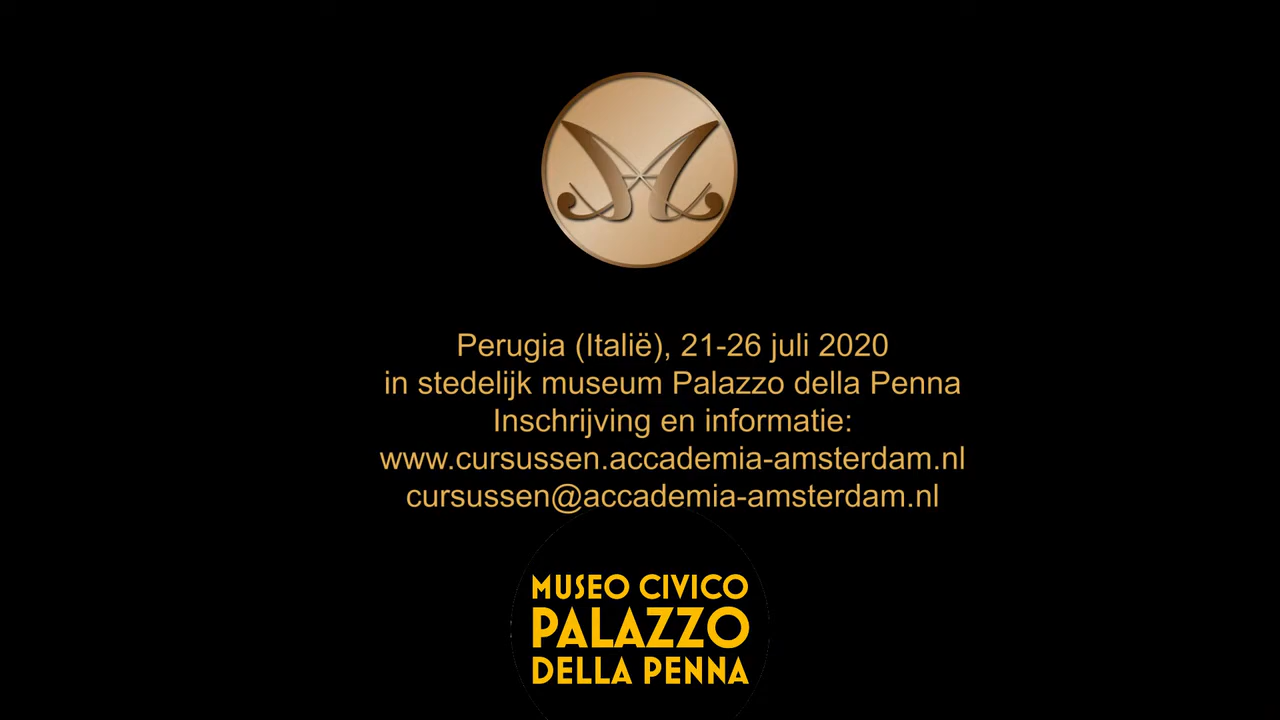 Perugia (Italië), 21-26 juli 2020
in stedelijk museum Palazzo della Penna
Inschrijving en informatie:
www.cursussen.accademia-amsterdam.nl
cursussen@accademia-amsterdam.nl
MUSEO CIVICO
PALAZZO
DELLA PENNA